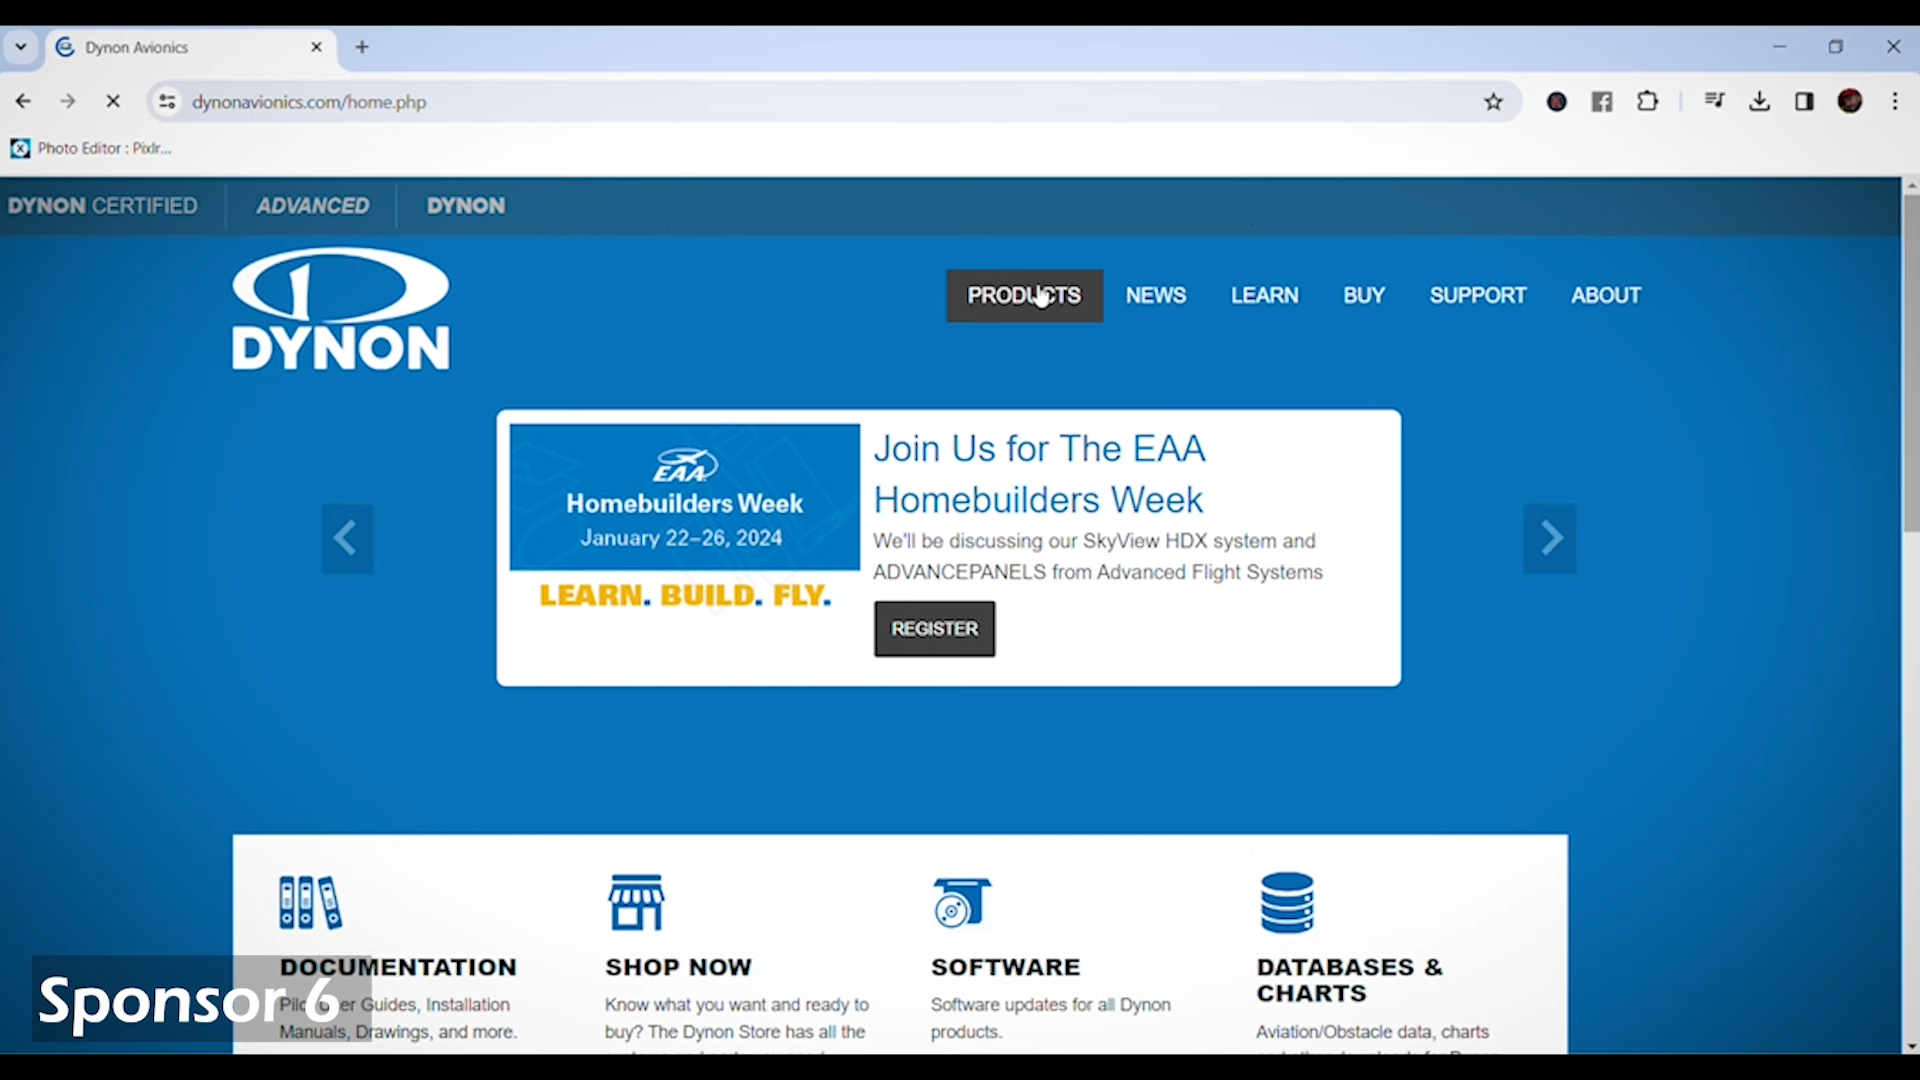 Dynon Avionics
dynonavionics.com/home.php
Photo Editor : Pixlr...
DYNON CERTIFIED
ADVANCED
DYNON
DYNON
PRODUCTS
NEWS
LEARN
BUY
SUPPORT
ABOUT
EAA
Homebuilders Week
January 22–26, 2024
LEARN. BUILD. FLY.
Join Us for The EAA
Homebuilders Week
We'll be discussing our SkyView HDX system and
ADVANCEPANELS from Advanced Flight Systems
REGISTER
DOCUMENTATION
Guides, Installation
Manuals, Drawings, and more.
SHOP NOW
Know what you want and ready to
buy? The Dynon Store has all the
SOFTWARE
Software updates for all Dynon
products.
DATABASES &
CHARTS
Aviation/Obstacle data, charts
Sponsor 6